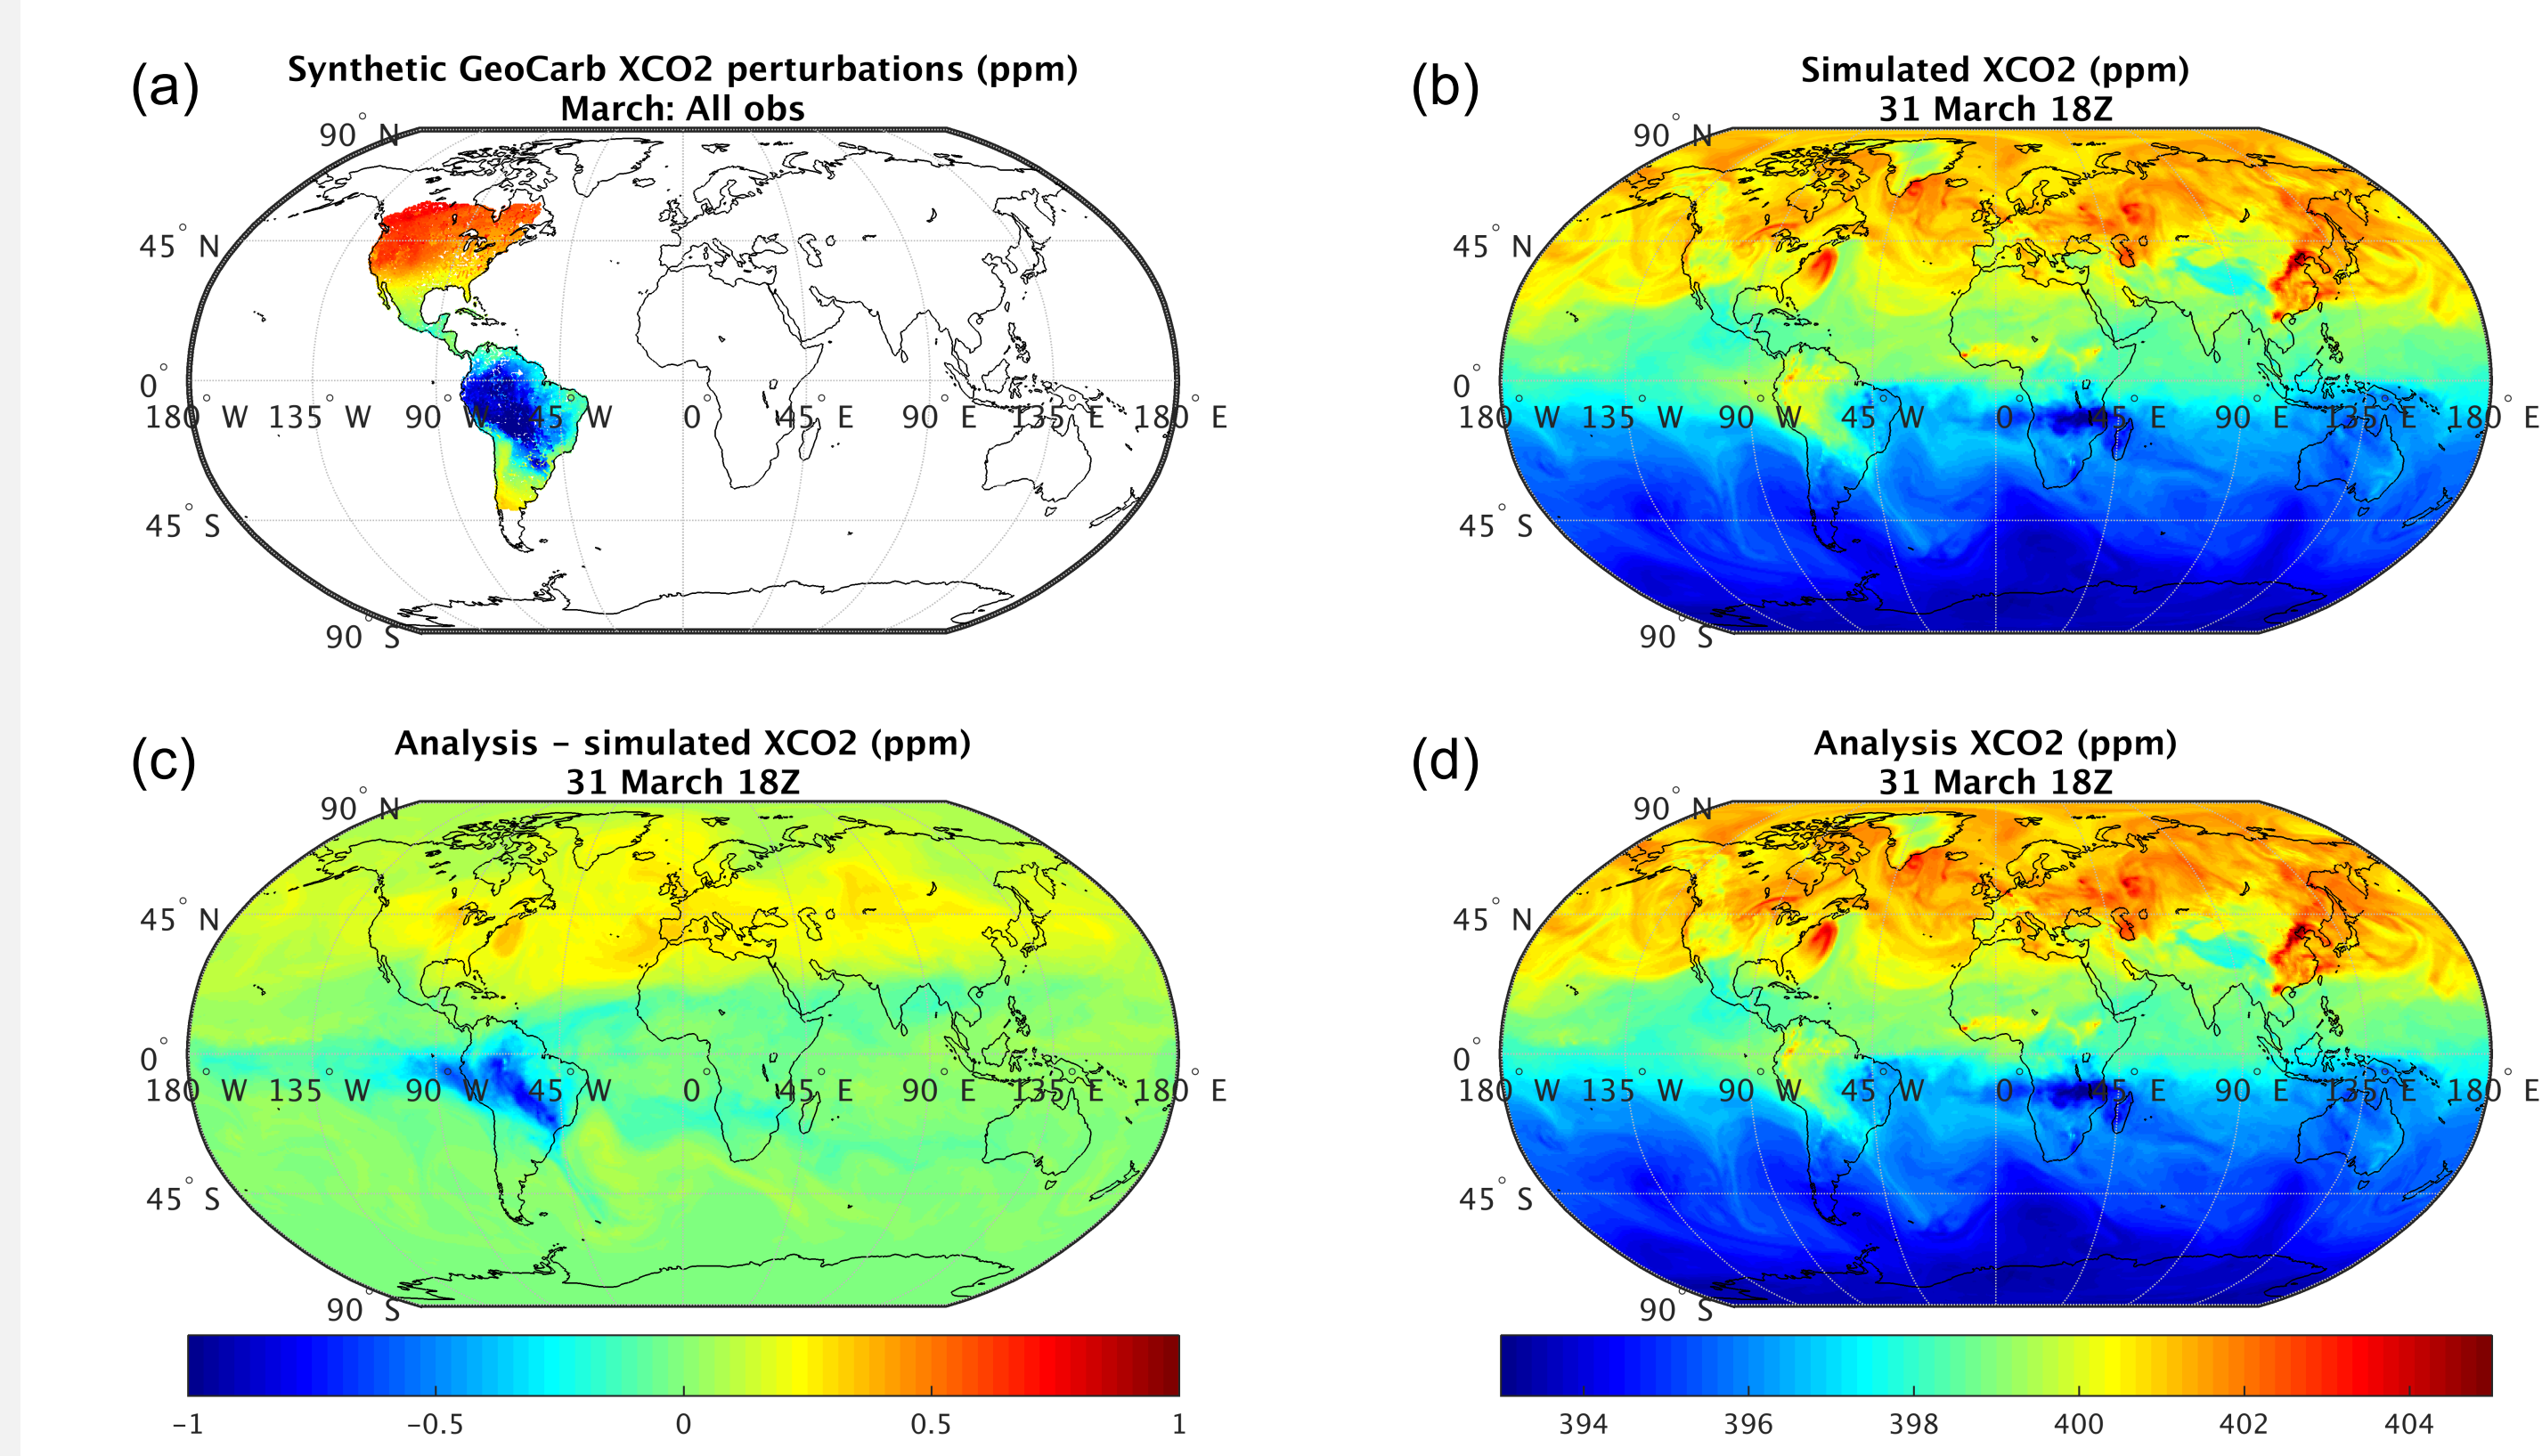 (a)
Synthetic GeoCarb XCO2 perturbations (ppm)
March: All obs
90° N
45° N
0°
180° W 135° W 90° W 45° W 0° 45° E 90° E 135° E 180° E
45° S
90° S
(b)
Simulated XCO2 (ppm)
31 March 18Z
90° N
45° N
0°
180° W 135° W 90° W 45° W 0° 45° E 90° E 135° E 180° E
45° S
90° S
(c)
Analysis – simulated XCO2 (ppm)
31 March 18Z
90° N
45° N
0°
180° W 135° W 90° W 45° W 0° 45° E 90° E 135° E 180° E
45° S
90° S
-1 -0.5 0 0.5 1
(d)
Analysis XCO2 (ppm)
31 March 18Z
90° N
45° N
0°
180° W 135° W 90° W 45° W 0° 45° E 90° E 135° E 180° E
45° S
90° S
394 396 398 400 402 404